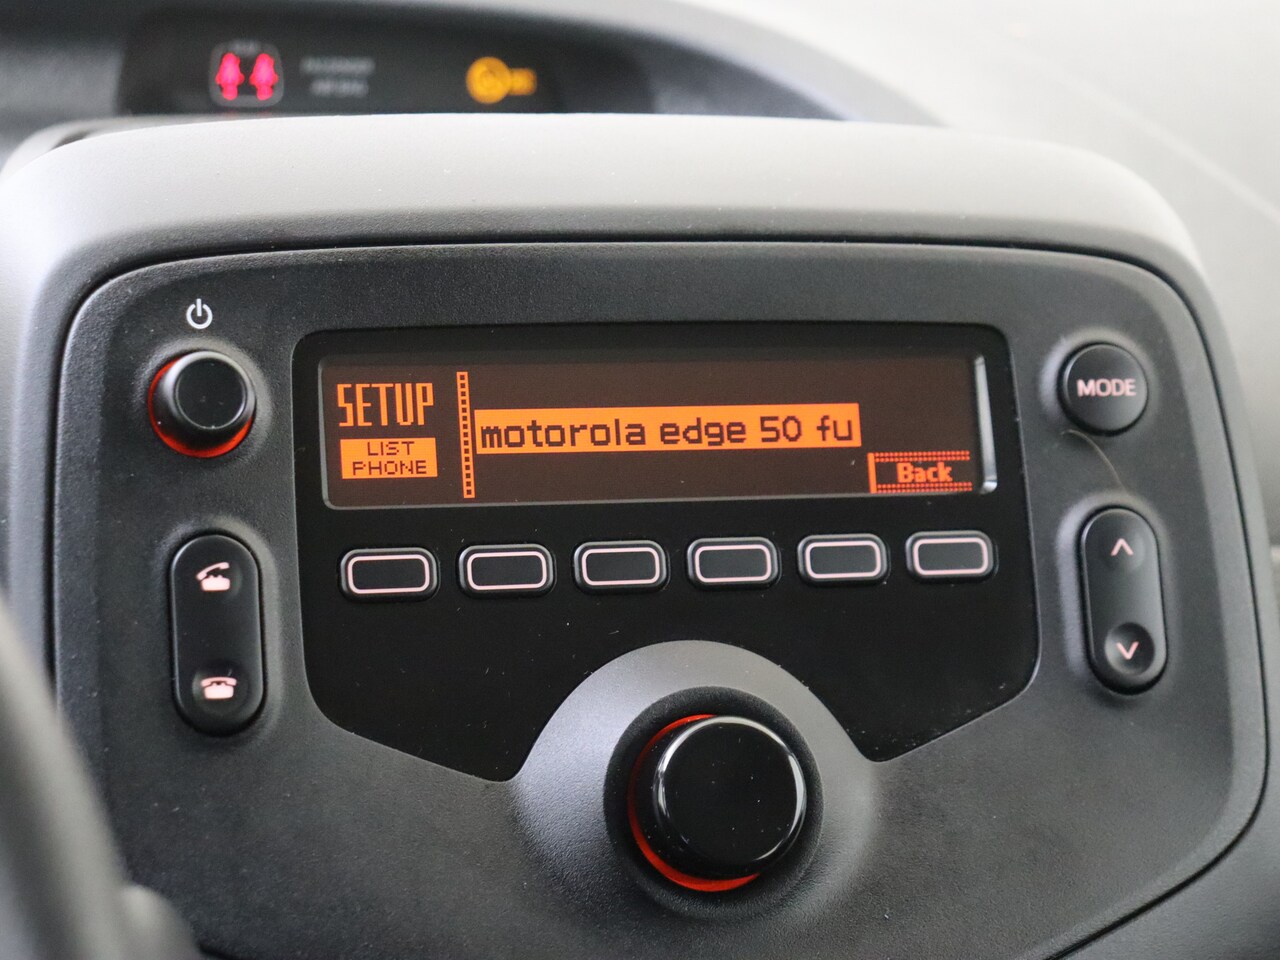 SETUP
LIST
PHONE
motorola edge 50 fu
Back
MODE